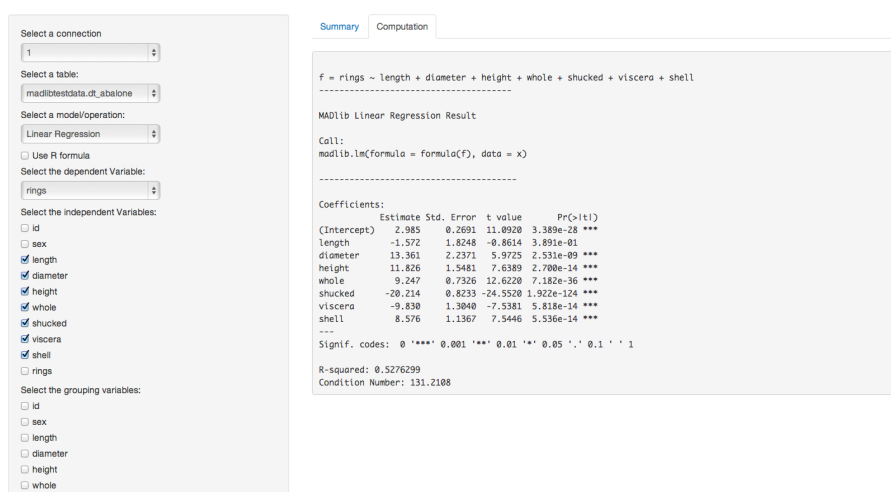 Select a connection
1
Select a table:
madlibtestdata.dt_abalone
Select a model/operation:
Linear Regression
Use R formula
Select the dependent Variable:
rings
Select the independent Variables:
id
sex
length
diameter
height
whole
shucked
viscera
shell
rings
Select the grouping variables:
id
sex
length
diameter
height
whole
Summary Computation
f = rings ~ length + diameter + height + whole + shucked + viscera + shell
--------------------------------------
MADlib Linear Regression Result
Call:
madlib.lm(formula = formula(f), data = x)
---------------------------------------
Coefficients:
Estimate Std. Error t value Pr(>|t|)
(Intercept) 2.985 0.2691 11.0920 3.389e-28 ***
length -1.572 1.8248 -0.8614 3.891e-01
diameter 13.361 2.2371 5.9725 2.531e-09 ***
height 11.826 1.5481 7.6389 2.700e-14 ***
whole 9.247 0.7326 12.6220 7.182e-36 ***
shucked -20.214 0.8233 -24.5520 1.922e-124 ***
viscera -9.830 1.3040 -7.5381 5.818e-14 ***
shell 8.576 1.1367 7.5446 5.536e-14 ***
---
Signif. codes: 0 '***' 0.001 '**' 0.01 '*' 0.05 '.' 0.1 ' ' 1
R-squared: 0.5276299
Condition Number: 131.2108